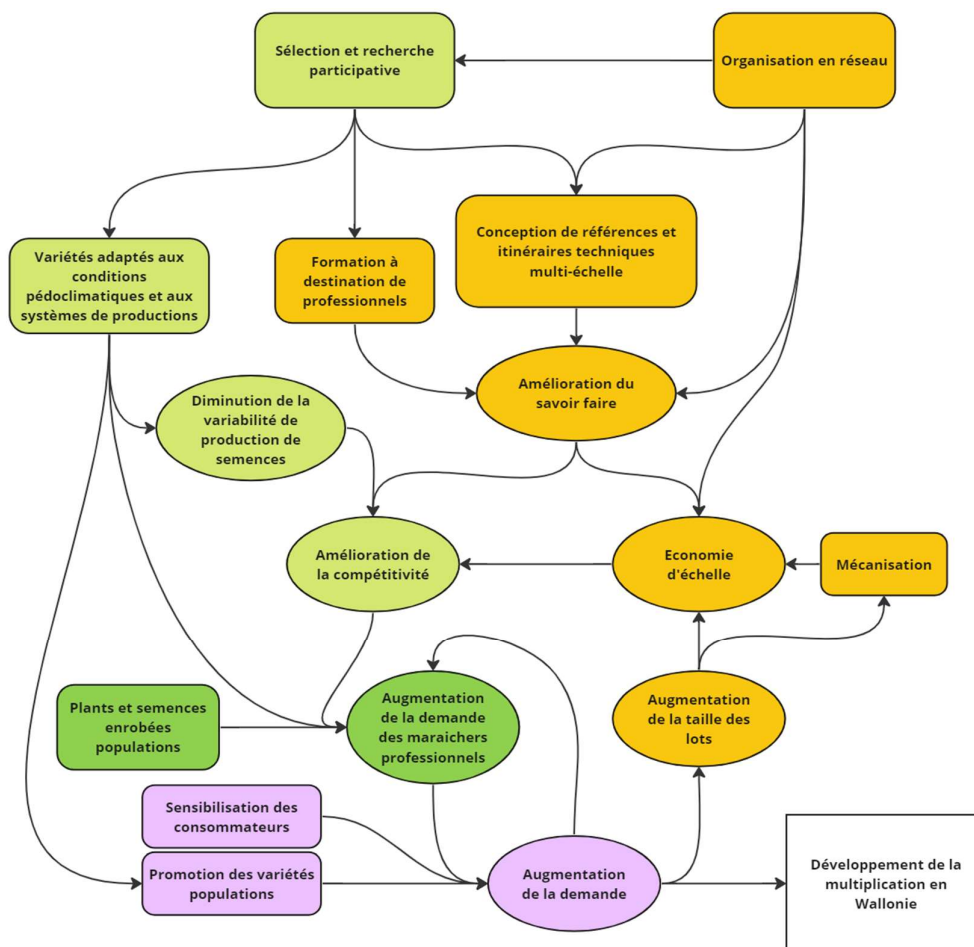 Sélection et recherche
participative
Organisation en réseau
Variétés adaptés aux
conditions
pédoclimatiques et aux
systèmes de productions
Formation à
destination de
professionnels
Conception de références et
itinéraires techniques
multi-échelle
Diminution de la
variabilité de
production de
semences
Amélioration du
savoir faire
Amélioration de
la compétitivité
Economie
d'échelle
Mécanisation
Plants et semences
enrobées
populations
Augmentation
de la demande
des maraichers
professionnels
Augmentation
de la taille des
lots
Sensibilisation des
consommateurs
Promotion des variétés
populations
Augmentation
de la demande
Développement de la
multiplication en
Wallonie